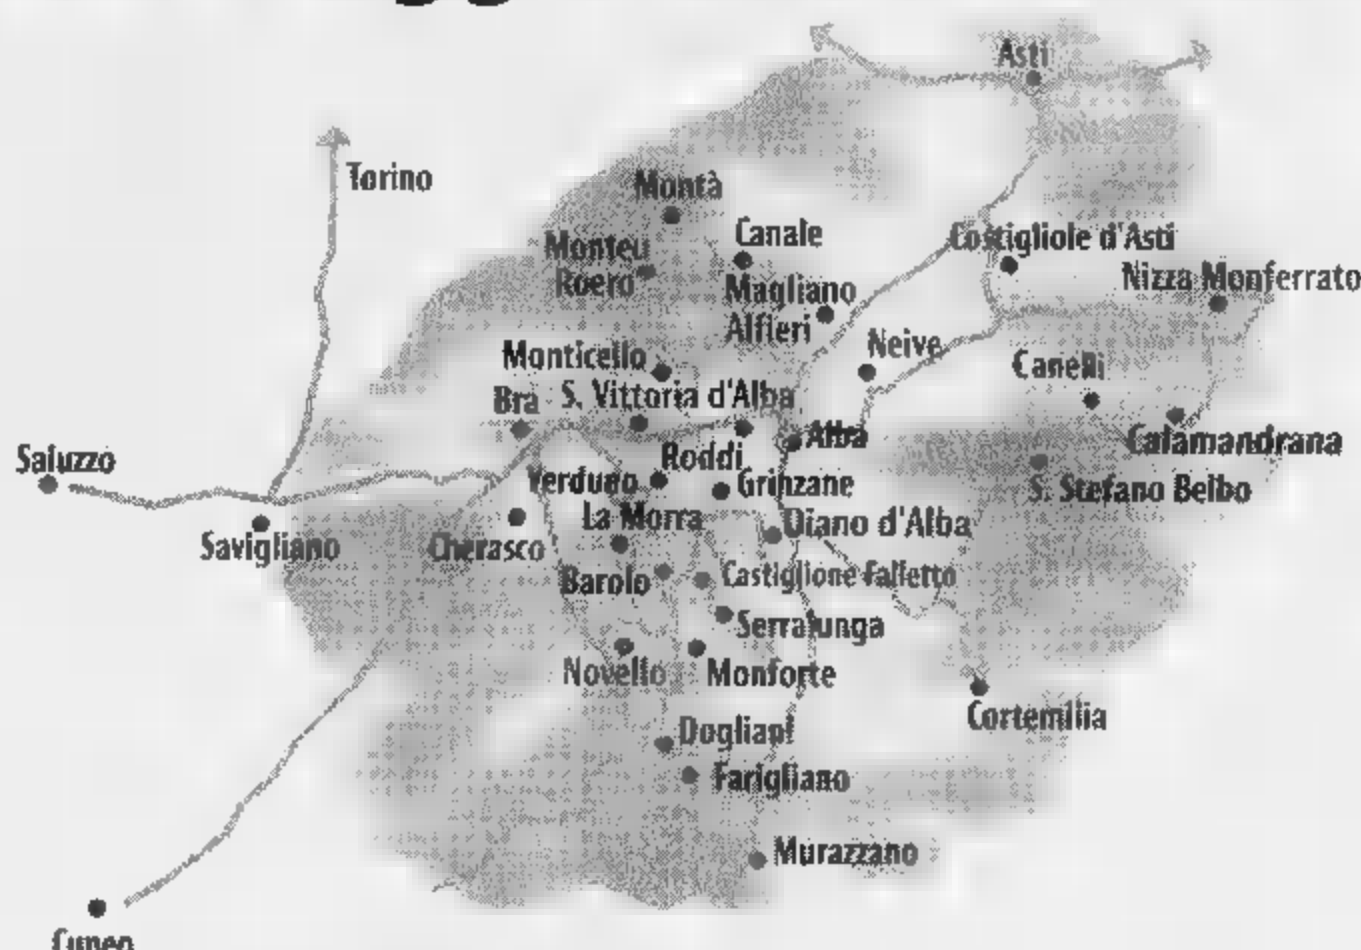 Asti
Torino
Montà
Canale
Costigliole d'Asti
Monteu
Roero
Nizza Monferrato
Magliano
Alfieri
Neive
Monticello
Canelli
Bra
S. Vittoria d'Alba
Alba
Calamandrana
Saluzzo
Roddi
Verduno
Grinzane
S. Stefano Belbo
La Morra
Diano d'Alba
Savigliano
Cherasco
Barolo
Castiglione Falletto
Serralunga
Novello
Monforte
Cortemilia
Dogliani
Farigliano
Murazzano
Cuneo